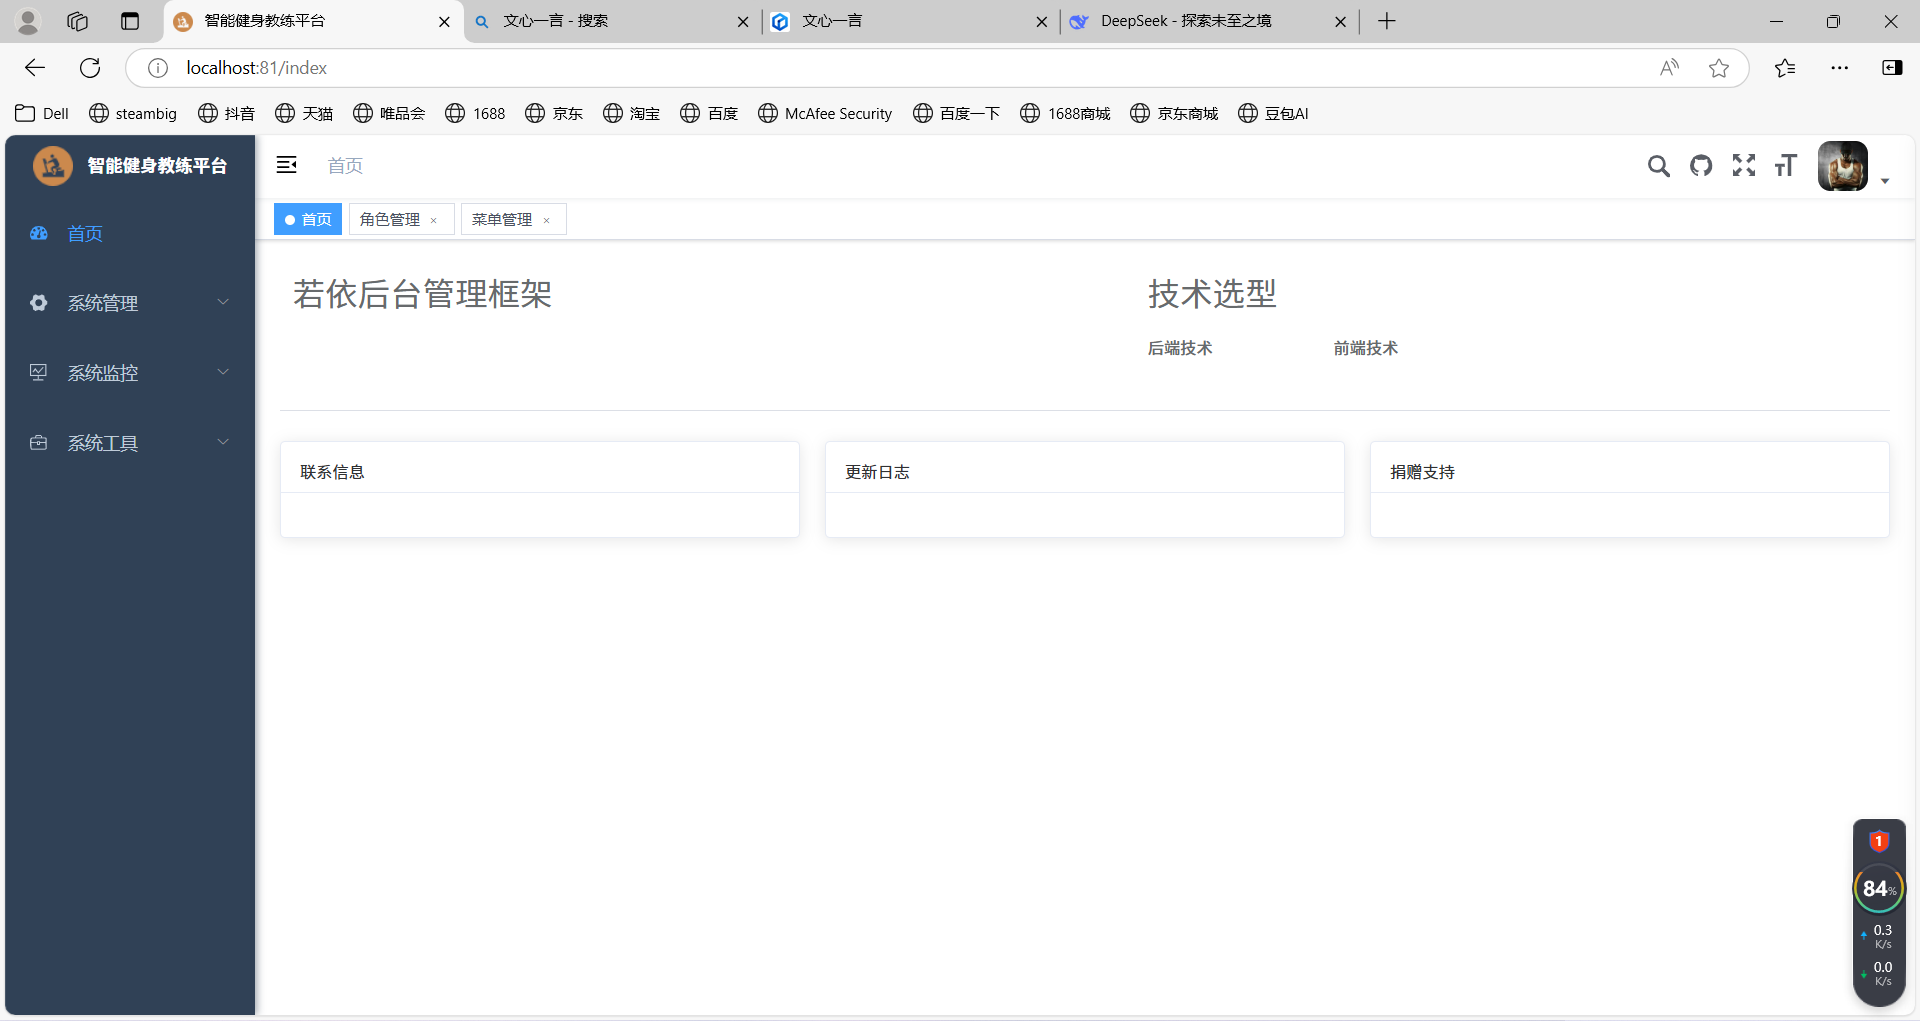 智能健身教练平台
文心一言 - 搜索
文心一言
DeepSeek - 探索未至之境
localhost:81/index
Dell
steambig
抖音
天猫
唯品会
1688
京东
淘宝
百度
McAfee Security
百度一下
1688商城
京东商城
豆包AI
智能健身教练平台
首页
系统管理
系统监控
系统工具
首页
首页
角色管理
菜单管理
若依后台管理框架
技术选型
后端技术
前端技术
联系信息
更新日志
捐赠支持
1
84%
0.3
K/s
0.0
K/s